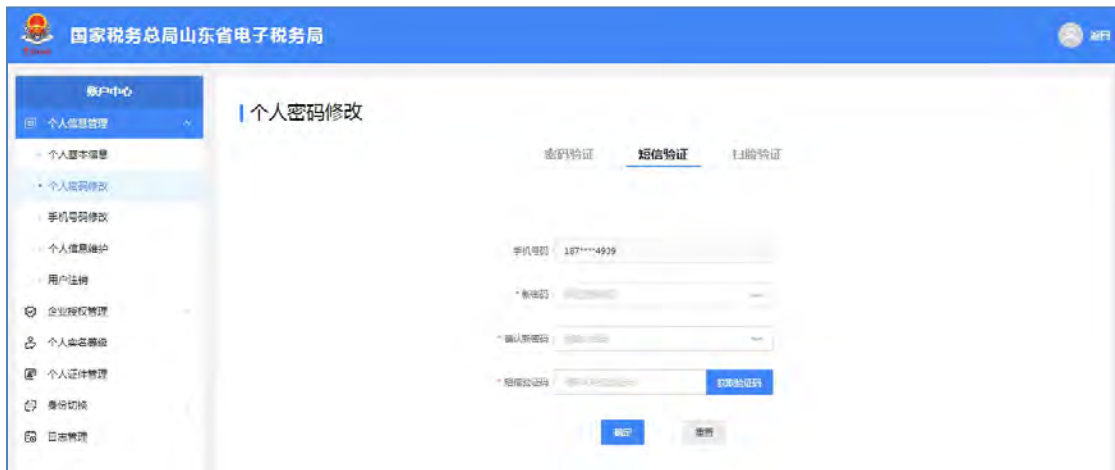 国家税务总局山东省电子税务局
账户中心
个人信息管理
个人基本信息
个人密码修改
手机号码修改
个人信息维护
用户注销
企业授权管理
个人实名等级
个人证件管理
身份切换
日志管理
个人密码修改
密码验证 短信验证 扫脸验证
手机号码 187****4939
* 新密码
* 确认新密码
* 短信验证码 获取验证码
确定 重置